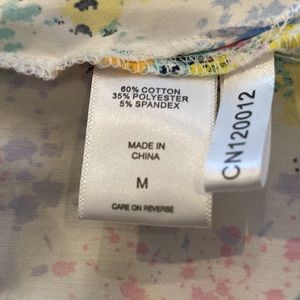 60% COTTON
35% POLYESTER
5% SPANDEX
MADE IN
CHINA
M
CARE ON REVERSE
CN120012